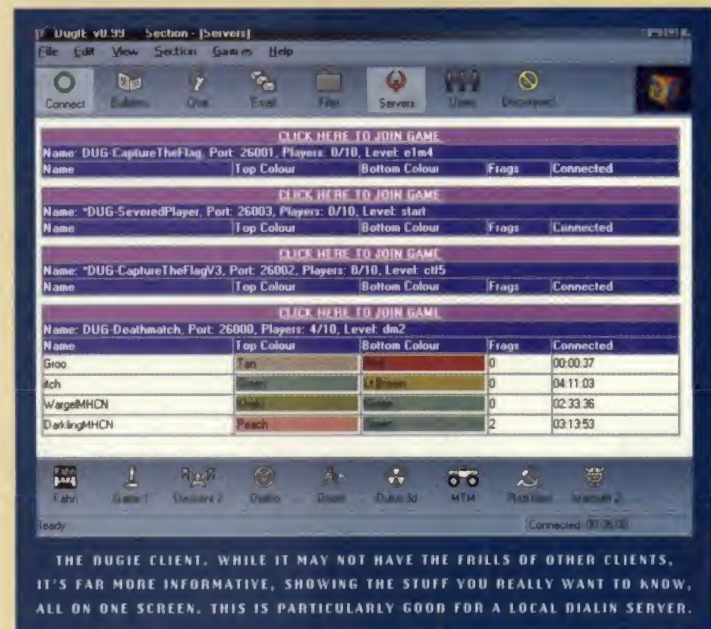 DugIE v0.99 Section - [Servers]
File Edit View Section Games Help
Connect Bulletins Chat Email Files Servers Users Disconnect
CLICK HERE TO JOIN GAME
Name: DUG-CaptureTheFlag, Port: 26001, Players: 0/10, Level: e1m4
Name Top Colour Bottom Colour Frags Connected
CLICK HERE TO JOIN GAME
Name: *DUG-SeveredPlayer, Port: 26003, Players: 0/10, Level: start
Name Top Colour Bottom Colour Frags Connected
CLICK HERE TO JOIN GAME
Name: *DUG-CaptureTheFlagV3, Port: 26002, Players: 0/10, Level: ctf5
Name Top Colour Bottom Colour Frags Connected
CLICK HERE TO JOIN GAME
Name: DUG-Deathmatch, Port: 26000, Players: 4/10, Level: dm2
Name Top Colour Bottom Colour Frags Connected
Groo Tan Red 0 00:00:37
itch Green Lt Brown 0 04:11:03
WargelMHCN Khaki Green 0 02:33:36
DarklingMHCN Peach Green 2 03:13:53
Kahn Game 1 Descent 2 Diablo Doom Duke 3d MTM Red Alert Warcraft 2
Ready Connected: 00:36:00
THE DUGIE CLIENT. WHILE IT MAY NOT HAVE THE FRILLS OF OTHER CLIENTS,
IT'S FAR MORE INFORMATIVE, SHOWING THE STUFF YOU REALLY WANT TO KNOW,
ALL ON ONE SCREEN. THIS IS PARTICULARLY GOOD FOR A LOCAL DIALIN SERVER.